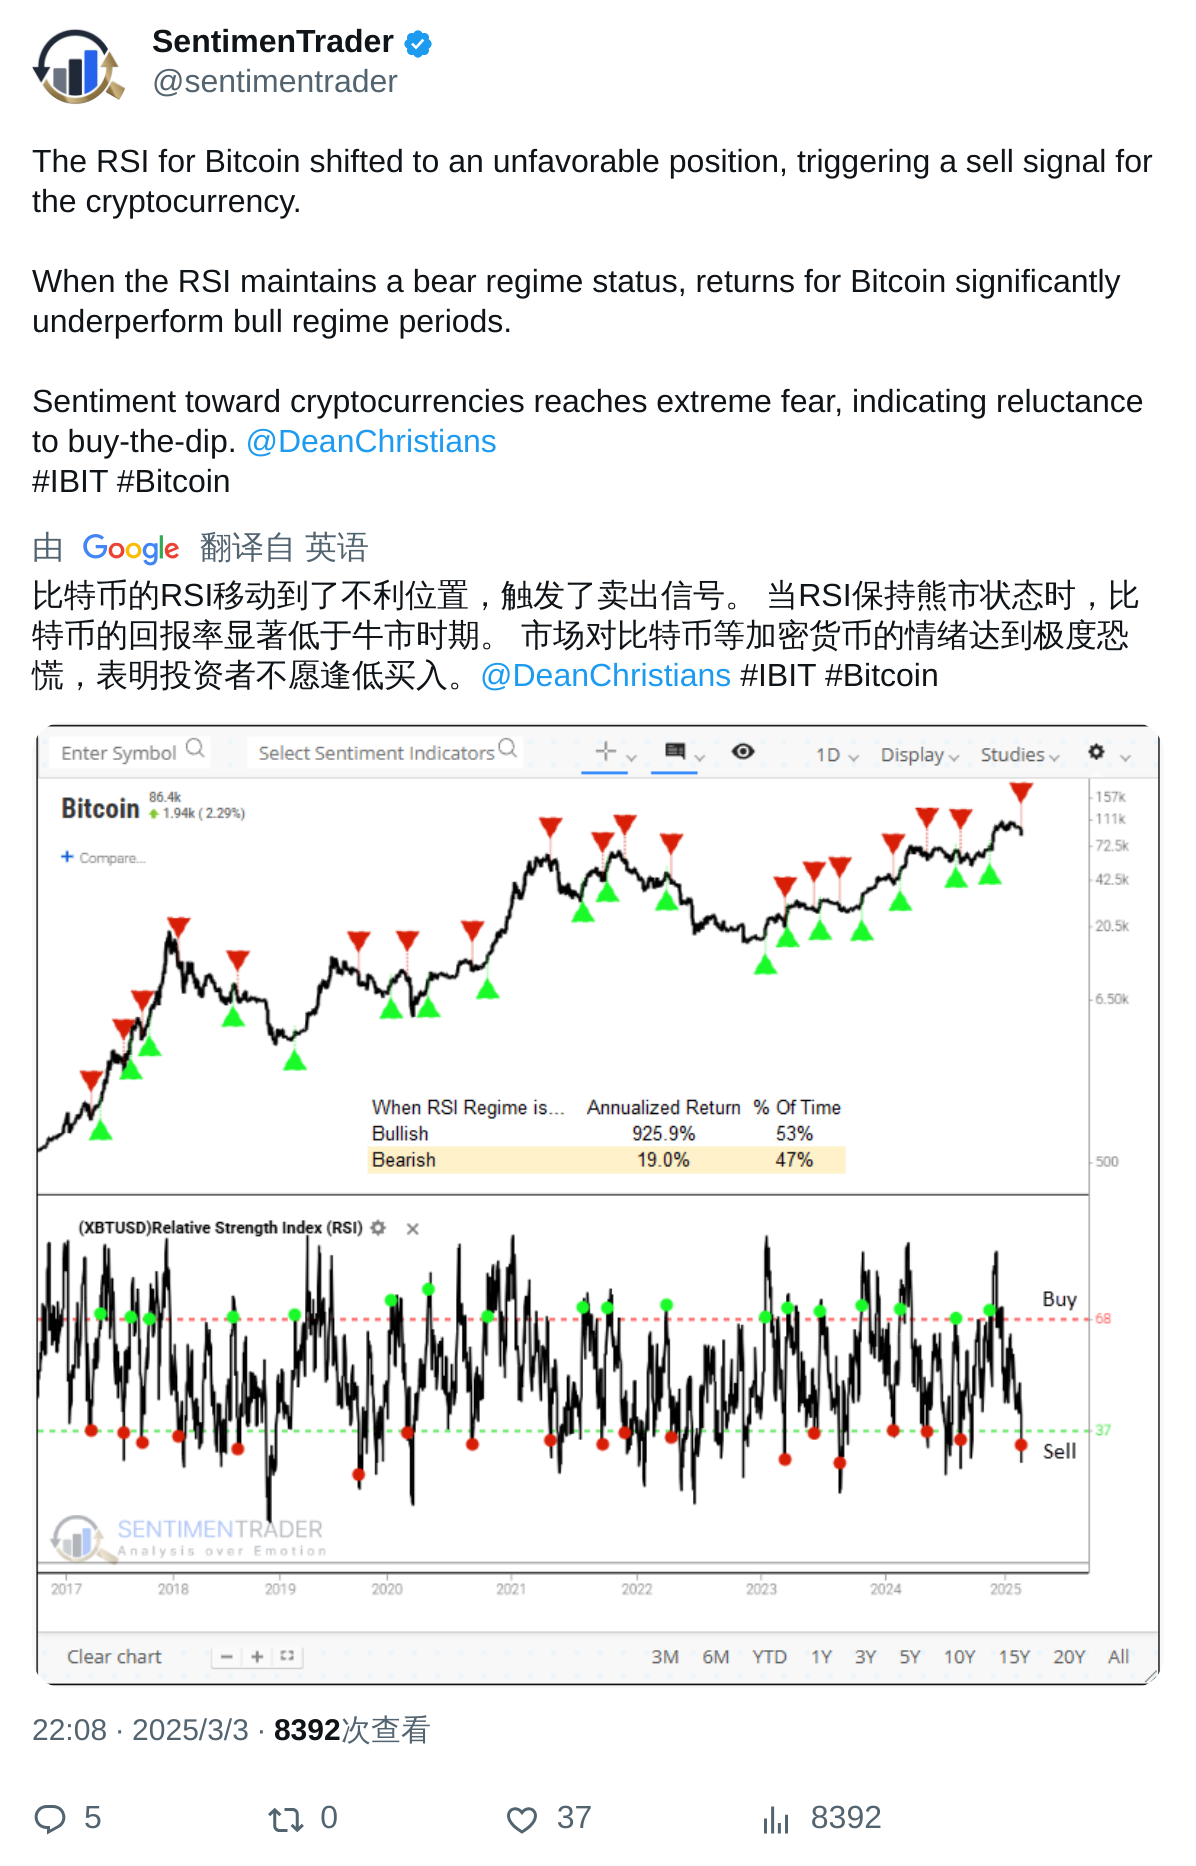 SentimenTrader
@sentimentrader
The RSI for Bitcoin shifted to an unfavorable position, triggering a sell signal for
the cryptocurrency.
When the RSI maintains a bear regime status, returns for Bitcoin significantly
underperform bull regime periods.
Sentiment toward cryptocurrencies reaches extreme fear, indicating reluctance
to buy-the-dip. @DeanChristians
#IBIT #Bitcoin
由 Google 翻译自 英语
比特币的RSI移动到了不利位置，触发了卖出信号。 当RSI保持熊市状态时，比
特币的回报率显著低于牛市时期。 市场对比特币等加密货币的情绪达到极度恐
慌，表明投资者不愿逢低买入。@DeanChristians #IBIT #Bitcoin
Enter Symbol Select Sentiment Indicators 1D Display Studies
Bitcoin 86.4k
1.94k ( 2.29%)
+ Compare...
157k
111k
72.5k
42.5k
20.5k
6.50k
500
When RSI Regime is... Annualized Return % Of Time
Bullish 925.9% 53%
Bearish 19.0% 47%
(XBTUSD)Relative Strength Index (RSI)
Buy
68
37
Sell
SENTIMENTRADER
Analysis over Emotion
2017 2018 2019 2020 2021 2022 2023 2024 2025
Clear chart 3M 6M YTD 1Y 3Y 5Y 10Y 15Y 20Y All
22:08 · 2025/3/3 · 8392次查看
5 0 37 8392